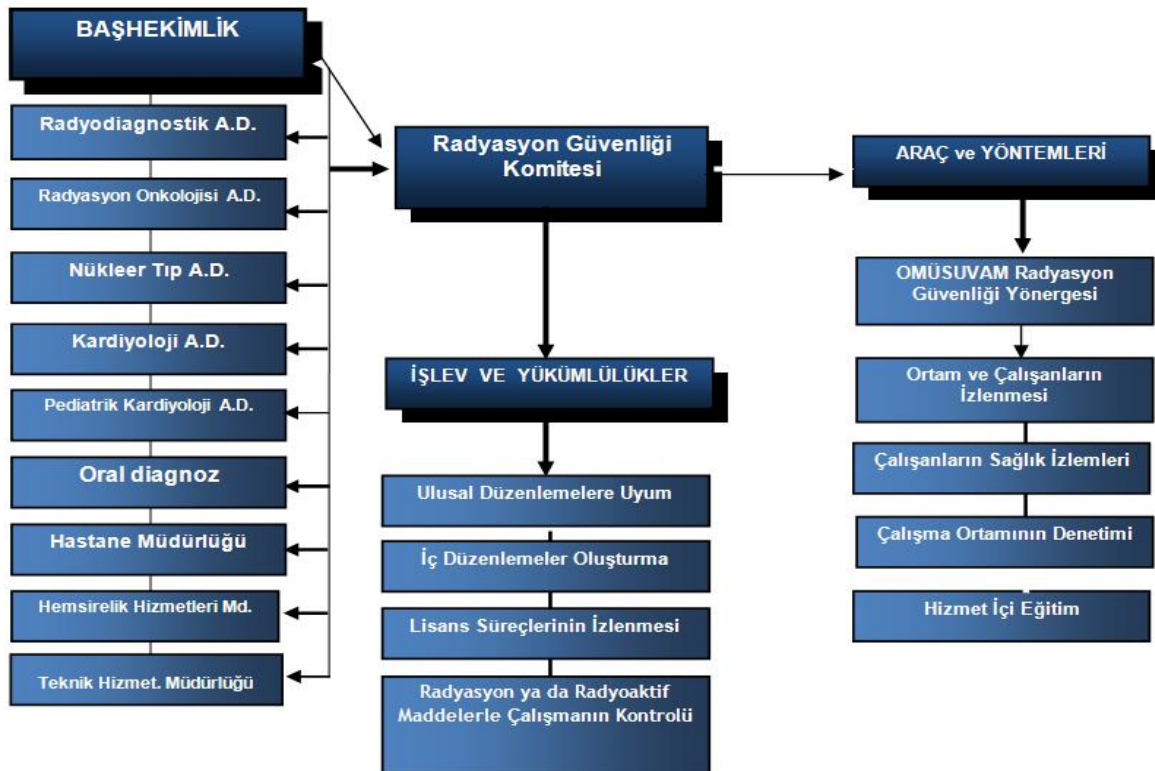 BAŞHEKİMLİK
Radyodiagnostik A.D.
Radyasyon Onkolojisi A.D.
Nükleer Tıp A.D.
Kardiyoloji A.D.
Pediatrik Kardiyoloji A.D.
Oral diagnoz
Hastane Müdürlüğü
Hemsirelik Hizmetleri Md.
Teknik Hizmet. Müdürlüğü
Radyasyon Güvenliği
Komitesi
İŞLEV VE YÜKÜMLÜLÜKLER
Ulusal Düzenlemelere Uyum
İç Düzenlemeler Oluşturma
Lisans Süreçlerinin İzlenmesi
Radyasyon ya da Radyoaktif
Maddelerle Çalışmanın Kontrolü
ARAÇ ve YÖNTEMLERİ
OMÜSUVAM Radyasyon
Güvenliği Yönergesi
Ortam ve Çalışanların
İzlenmesi
Çalışanların Sağlık İzlemleri
Çalışma Ortamının Denetimi
Hizmet İçi Eğitim